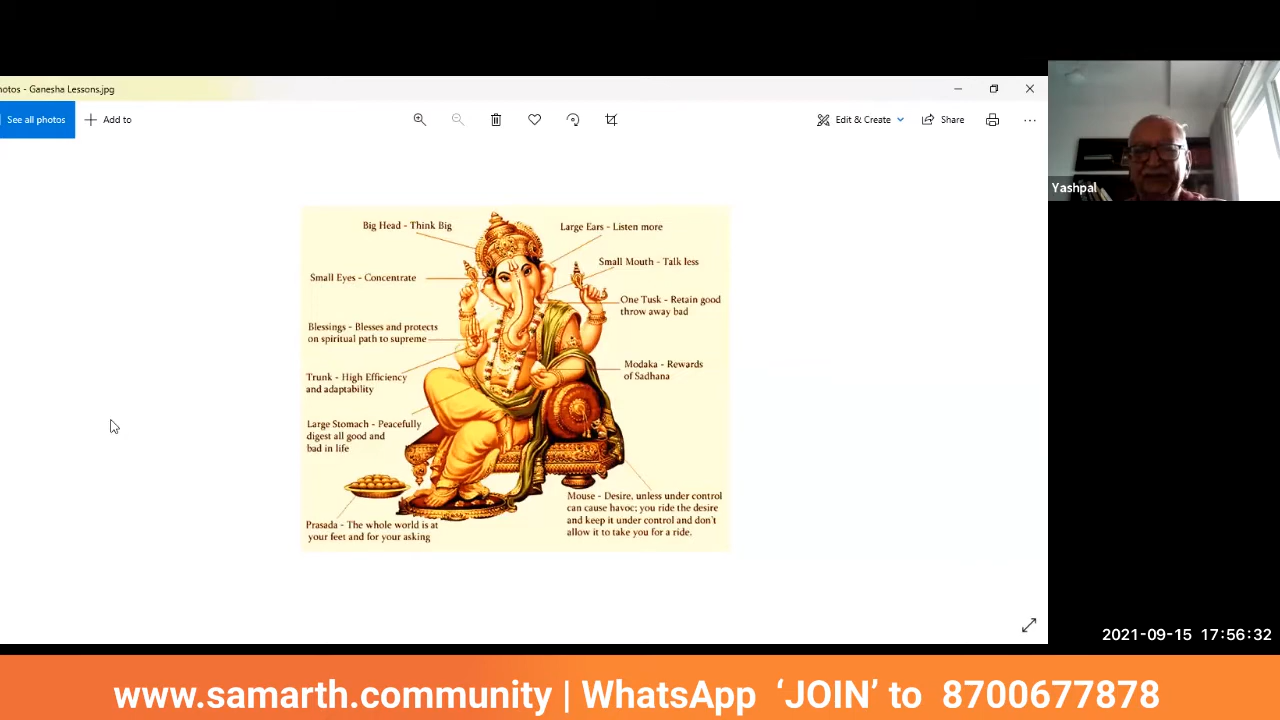 hotos - Ganesha Lessons.jpg
See all photos
Add to
Edit & Create
Share
Yashpal
Big Head - Think Big
Large Ears - Listen more
Small Mouth - Talk less
Small Eyes - Concentrate
One Tusk - Retain good
throw away bad
Blessings - Blesses and protects
on spiritual path to supreme
Modaka - Rewards
of Sadhana
Trunk - High Efficiency
and adaptability
Large Stomach - Peacefully
digest all good and
bad in life
Mouse - Desire, unless under control
can cause havoc; you ride the desire
and keep it under control and don't
allow it to take you for a ride.
Prasada - The whole world is at
your feet and for your asking
2021-09-15 17:56:32
www.samarth.community | WhatsApp 'JOIN' to 8700677878